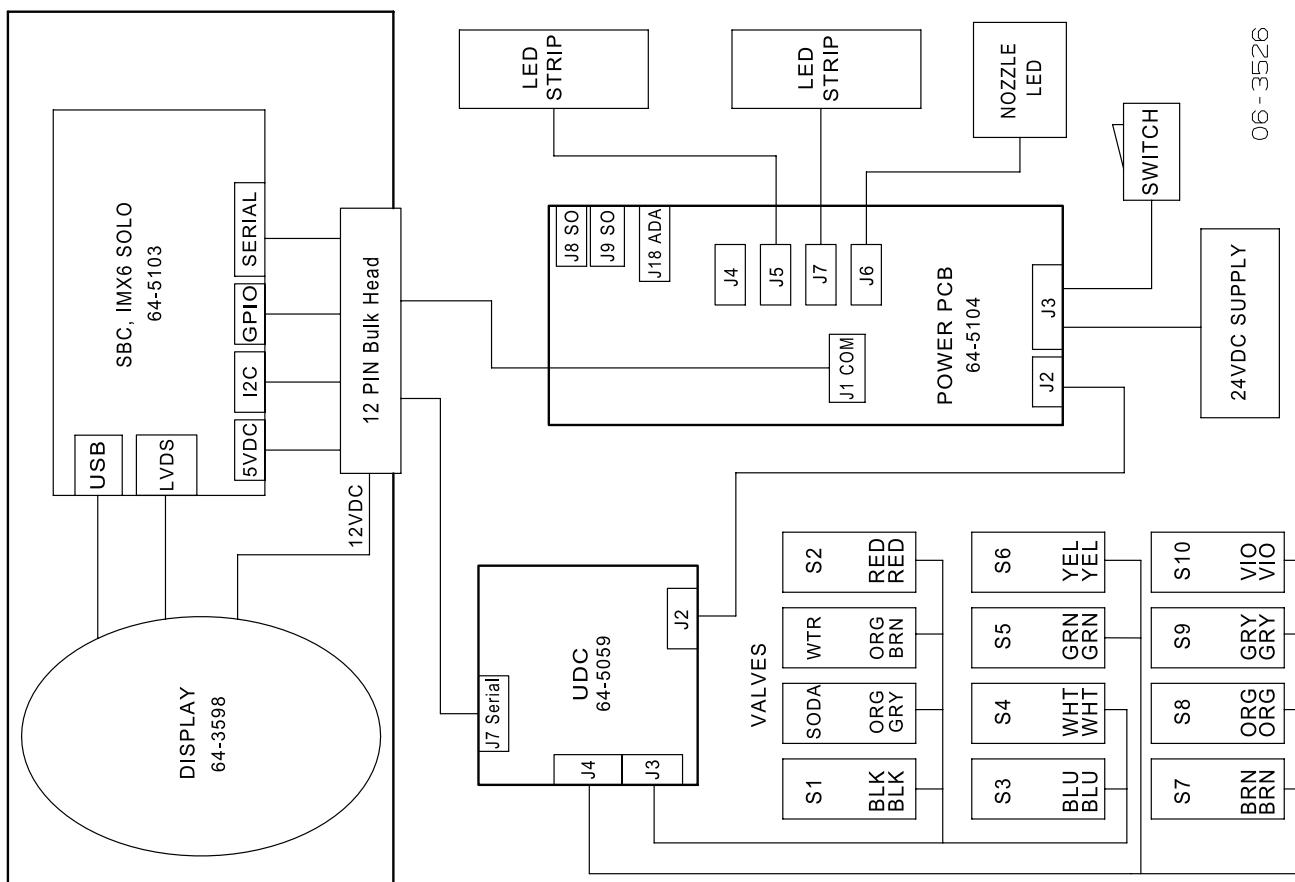 DISPLAY
64-3598
USB
LVDS
SBC, IMX6 SOLO
64-5103
5VDC
I2C
GPIO
SERIAL
12VDC
12 PIN Bulk Head
LED
STRIP
LED
STRIP
NOZZLE
LED
UDC
64-5059
J7 Serial
J4
J3
J2
J8 SO
J9 SO
J18 ADA
J4
J5
J7
J6
J1 COM
POWER PCB
64-5104
J2
J3
SWITCH
24VDC SUPPLY
VALVES
S1
BLK
BLK
SODA
ORG
GRY
WTR
ORG
BRN
S2
RED
RED
S3
BLU
BLU
S4
WHT
WHT
S5
GRN
GRN
S6
YEL
YEL
S7
BRN
BRN
S8
ORG
ORG
S9
GRY
GRY
S10
VIO
VIO
06-3526